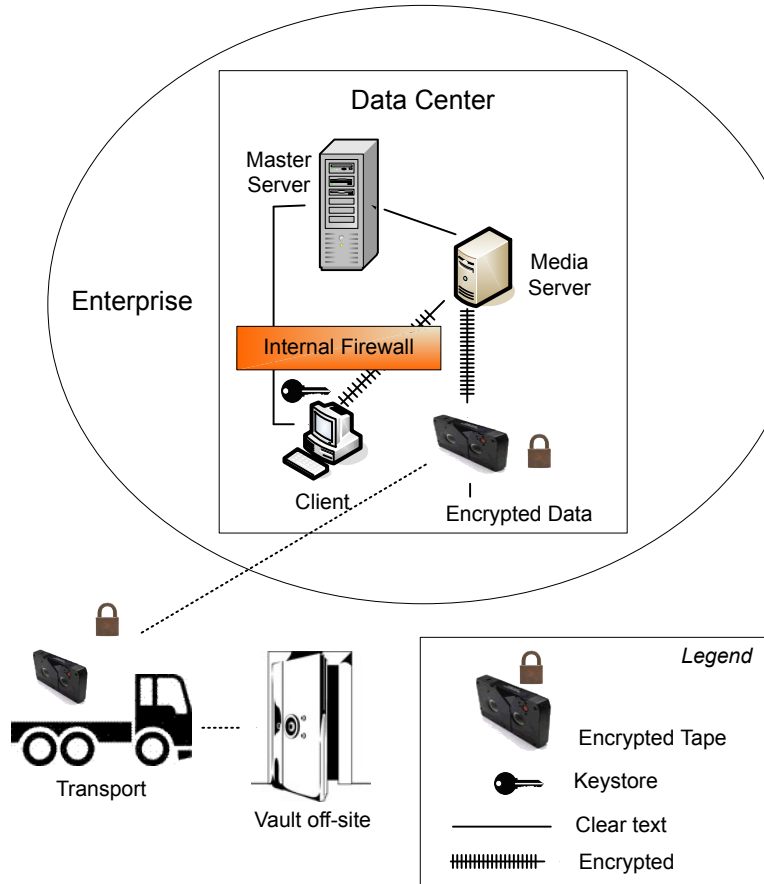 Data Center
Master
Server
Media
Server
Enterprise
Internal Firewall
Client
Encrypted Data
Transport
Vault off-site
Legend
Encrypted Tape
Keystore
Clear text
Encrypted